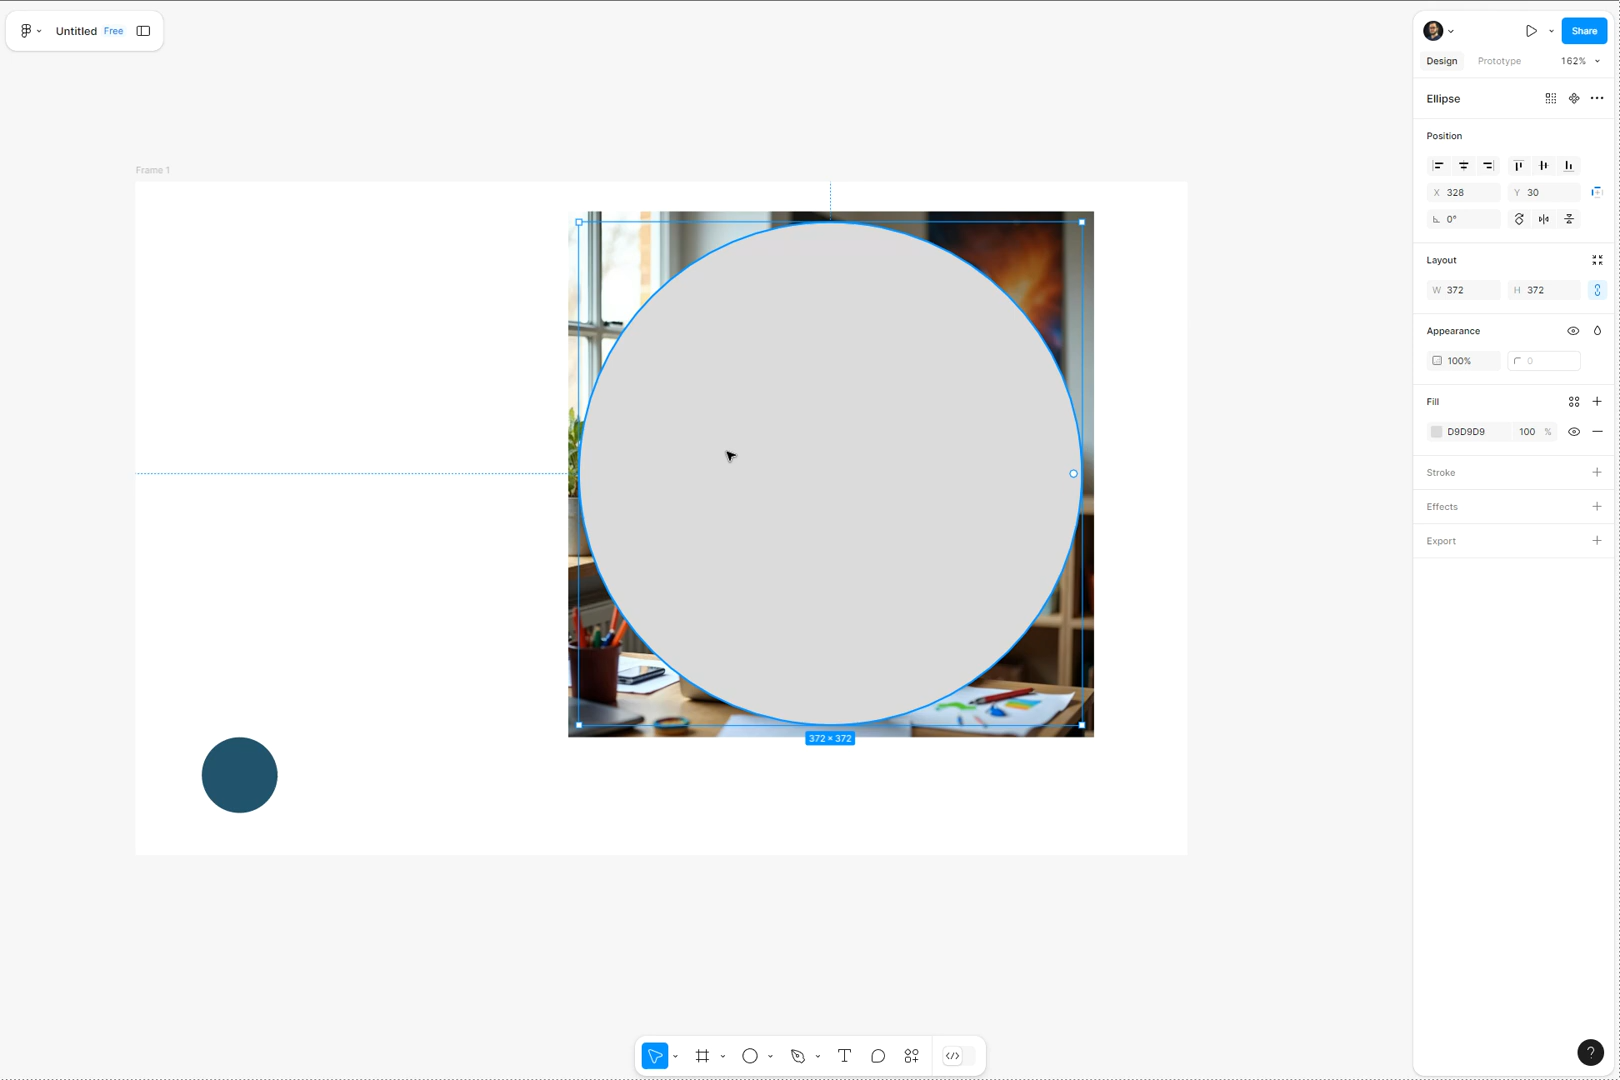 Untitled Free
Share
Design Prototype 162%
Ellipse
Position
X 328 Y 30
0°
Layout
W 372 H 372
Appearance
100% 0
Fill
D9D9D9 100 %
Stroke
Effects
Export
Frame 1
372 × 372
?